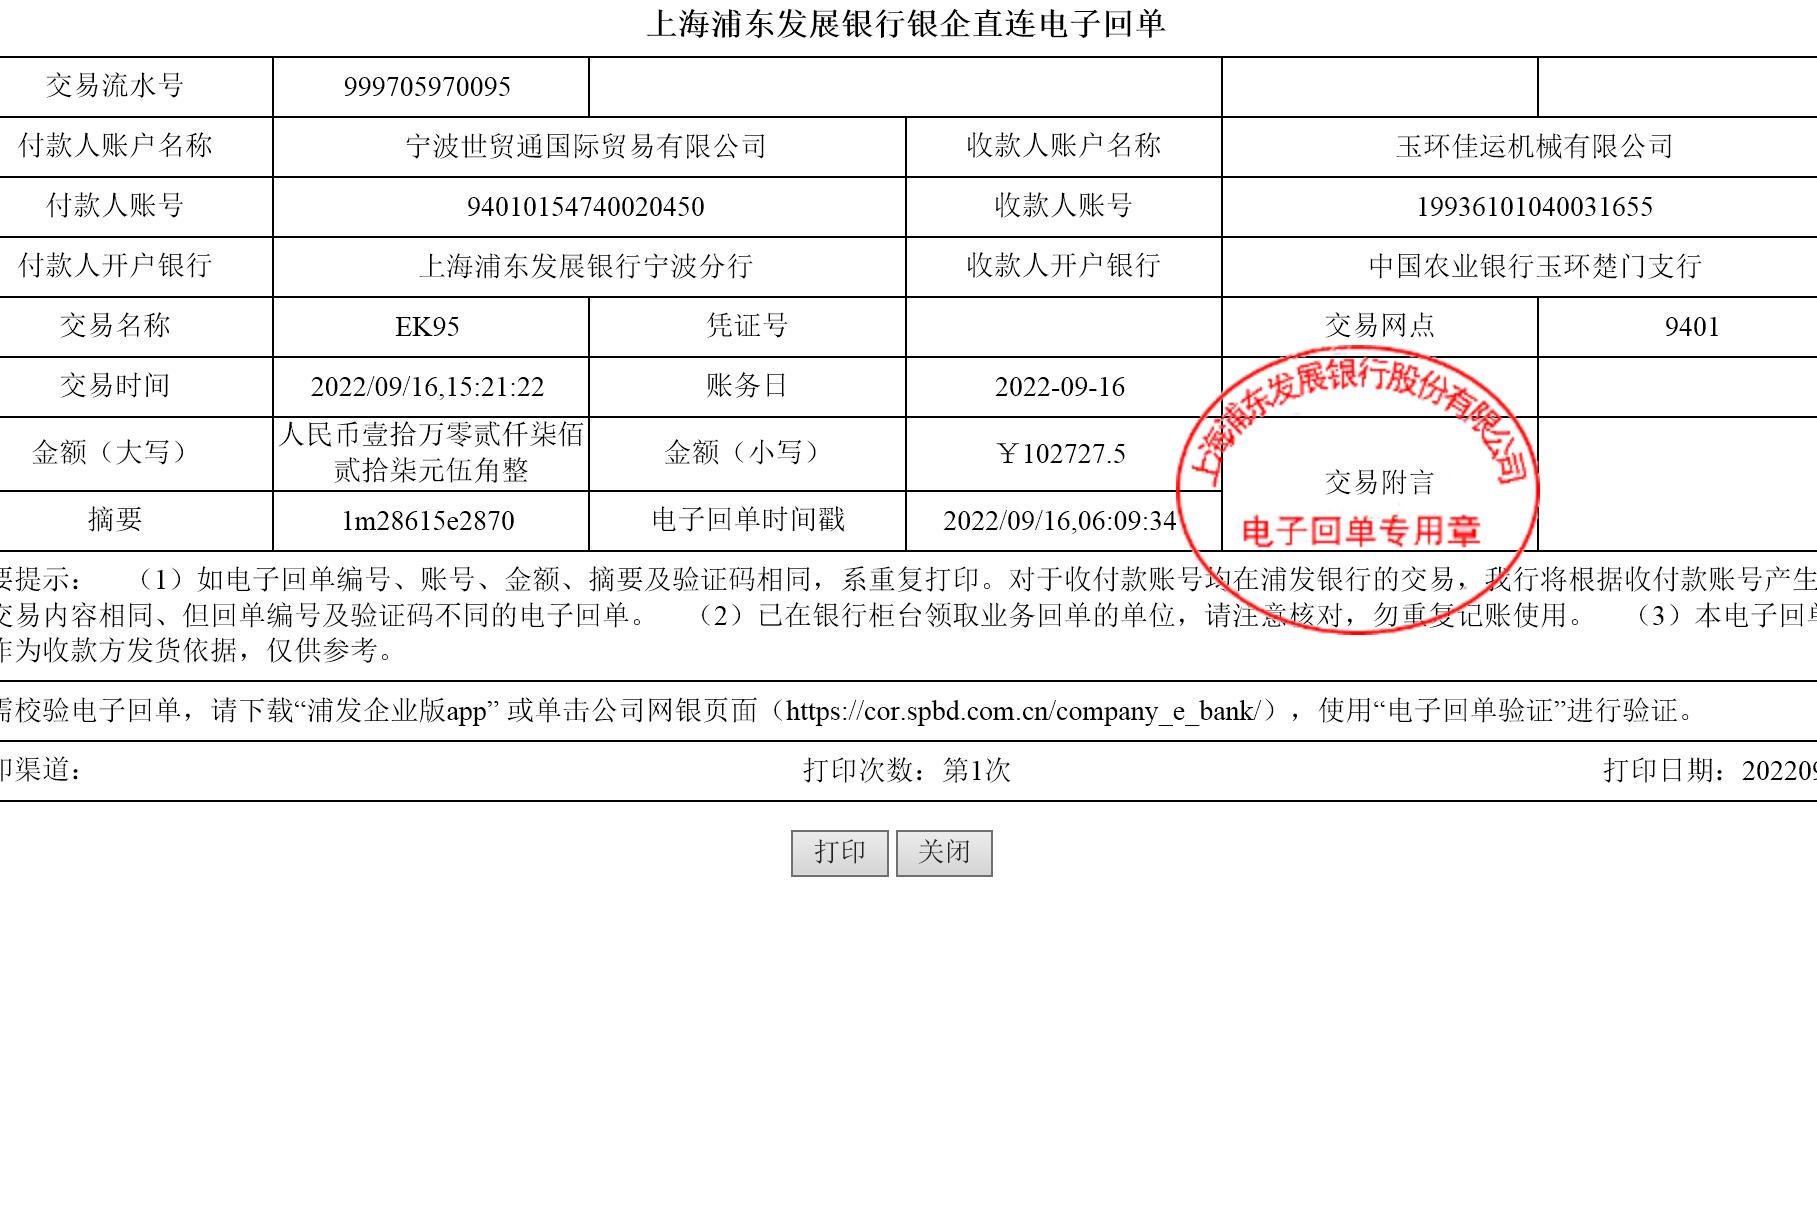 上海浦东发展银行银企直连电子回单
交易流水号 999705970095
付款人账户名称 宁波世贸通国际贸易有限公司 收款人账户名称 玉环佳运机械有限公司
付款人账号 94010154740020450 收款人账号 19936101040031655
付款人开户银行 上海浦东发展银行宁波分行 收款人开户银行 中国农业银行玉环楚门支行
交易名称 EK95 凭证号 交易网点 9401
交易时间 2022/09/16,15:21:22 账务日 2022-09-16
金额（大写） 人民币壹拾万零贰仟柒佰
贰拾柒元伍角整 金额（小写） ￥102727.5
交易附言
摘要 1m28615e2870 电子回单时间戳 2022/09/16,06:09:34
上海浦东发展银行股份有限公司
电子回单专用章
要提示： （1）如电子回单编号、账号、金额、摘要及验证码相同，系重复打印。对于收付款账号均在浦发银行的交易，我行将根据收付款账号产生
交易内容相同、但回单编号及验证码不同的电子回单。 （2）已在银行柜台领取业务回单的单位，请注意核对，勿重复记账使用。 （3）本电子回单
作为收款方发货依据，仅供参考。
需校验电子回单，请下载“浦发企业版app” 或单击公司网银页面（https://cor.spbd.com.cn/company_e_bank/），使用“电子回单验证”进行验证。
印渠道： 打印次数：第1次 打印日期：202209
打印 关闭